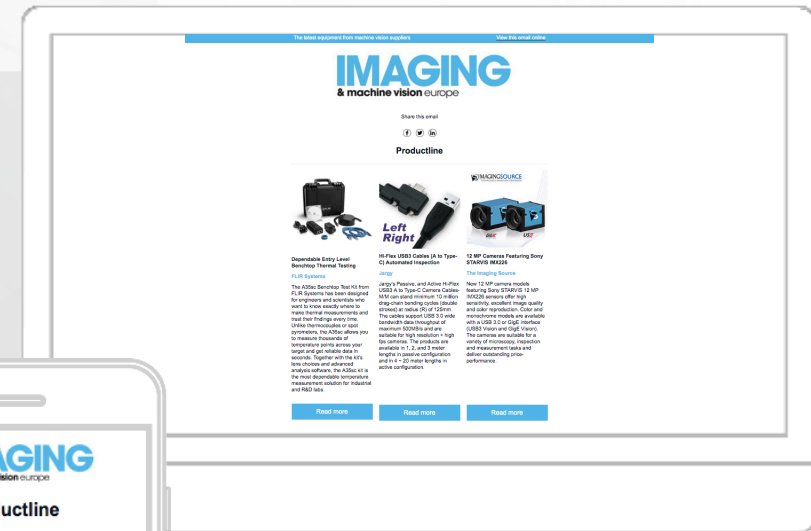 The latest equipment from machine vision suppliers
View this email online
IMAGING
& machine vision europe
Share this email
Productline
THE IMAGINGSOURCE
Left
Right
GigE
USB
Dependable Entry Level
Benchtop Thermal Testing
FLIR Systems
The A35sc Benchtop Test Kit from
FLIR Systems has been designed
for engineers and scientists who
want to know exactly where to
make thermal measurements and
trust their findings every time.
Unlike thermocouples or spot
pyrometers, the A35sc allows you
to measure thousands of
temperature points across your
target and get reliable data in
seconds. Together with the kit's
lens choices and advanced
analysis software, the A35sc kit is
the most dependable temperature
measurement solution for industrial
and R&D labs.
Read more
Hi-Flex USB3 Cables (A to Type-
C) Automated Inspection
Jargy
Jargy's Passive, and Active Hi-Flex
USB3 A to Type-C Camera Cables-
M/M can stand minimum 10 million
drag-chain bending cycles (double
strokes) at radius (R) of 125mm.
The cables support USB 3.0 wide
bandwidth data throughput of
maximum 500MB/s and are
suitable for high resolution + high
fps cameras. The products are
available in 1, 2, and 3 meter
lengths in passive configuration
and in 4 ~ 20 meter lengths in
active configuration.
Read more
12 MP Cameras Featuring Sony
STARVIS IMX226
The Imaging Source
New 12 MP camera models
featuring Sony STARVIS 12 MP
IMX226 sensors offer high
sensitivity, excellent image quality
and color reproduction. Color and
monochrome models are available
with a USB 3.0 or GigE interface
(USB3 Vision and GigE Vision).
The cameras are suitable for a
variety of microscopy, inspection
and measurement tasks and
deliver outstanding price-
performance.
Read more
AGING
ision europe
uctline